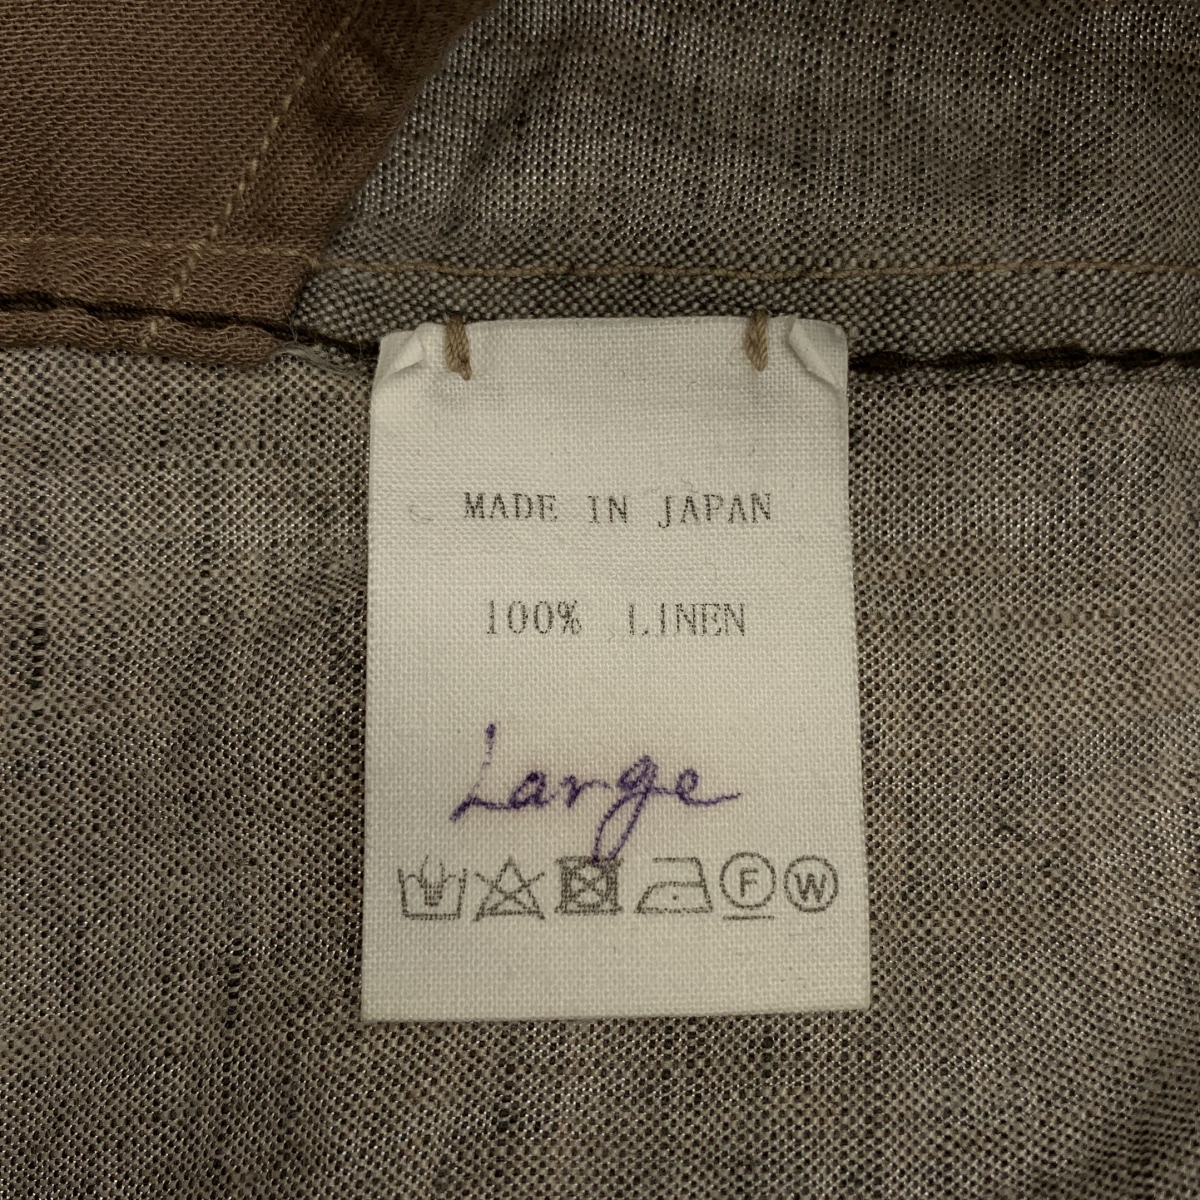 MADE IN JAPAN
100% LINEN
Large
F W